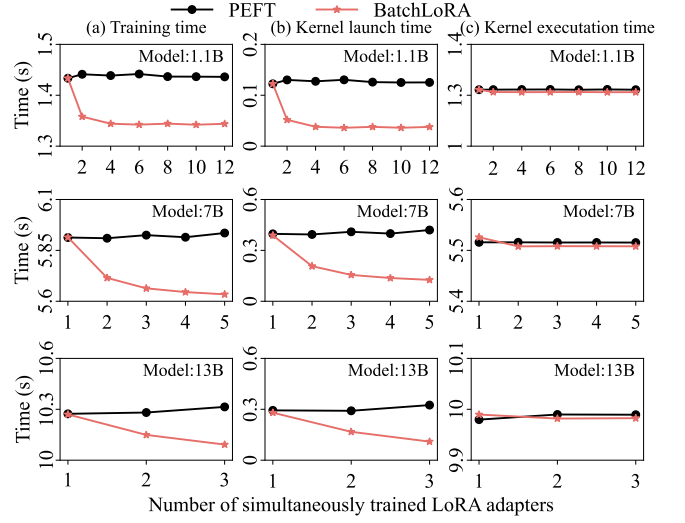 PEFT BatchLoRA
(a) Training time (b) Kernel launch time (c) Kernel execution time
Time (s)
1.5
1.4
1.3
Model:1.1B
2 4 6 8 10 12
0.2
0.1
0
Model:1.1B
2 4 6 8 10 12
1.4
1.3
1
Model:1.1B
2 4 6 8 10 12
Time (s)
6.1
5.85
5.6
Model:7B
1 2 3 4 5
0.6
0.3
0
Model:7B
1 2 3 4 5
5.6
5.5
5.4
Model:7B
1 2 3 4 5
Time (s)
10.6
10.3
10
Model:13B
1 2 3
0.6
0.3
0
Model:13B
1 2 3
10.1
10
9.9
Model:13B
1 2 3
Number of simultaneously trained LoRA adapters